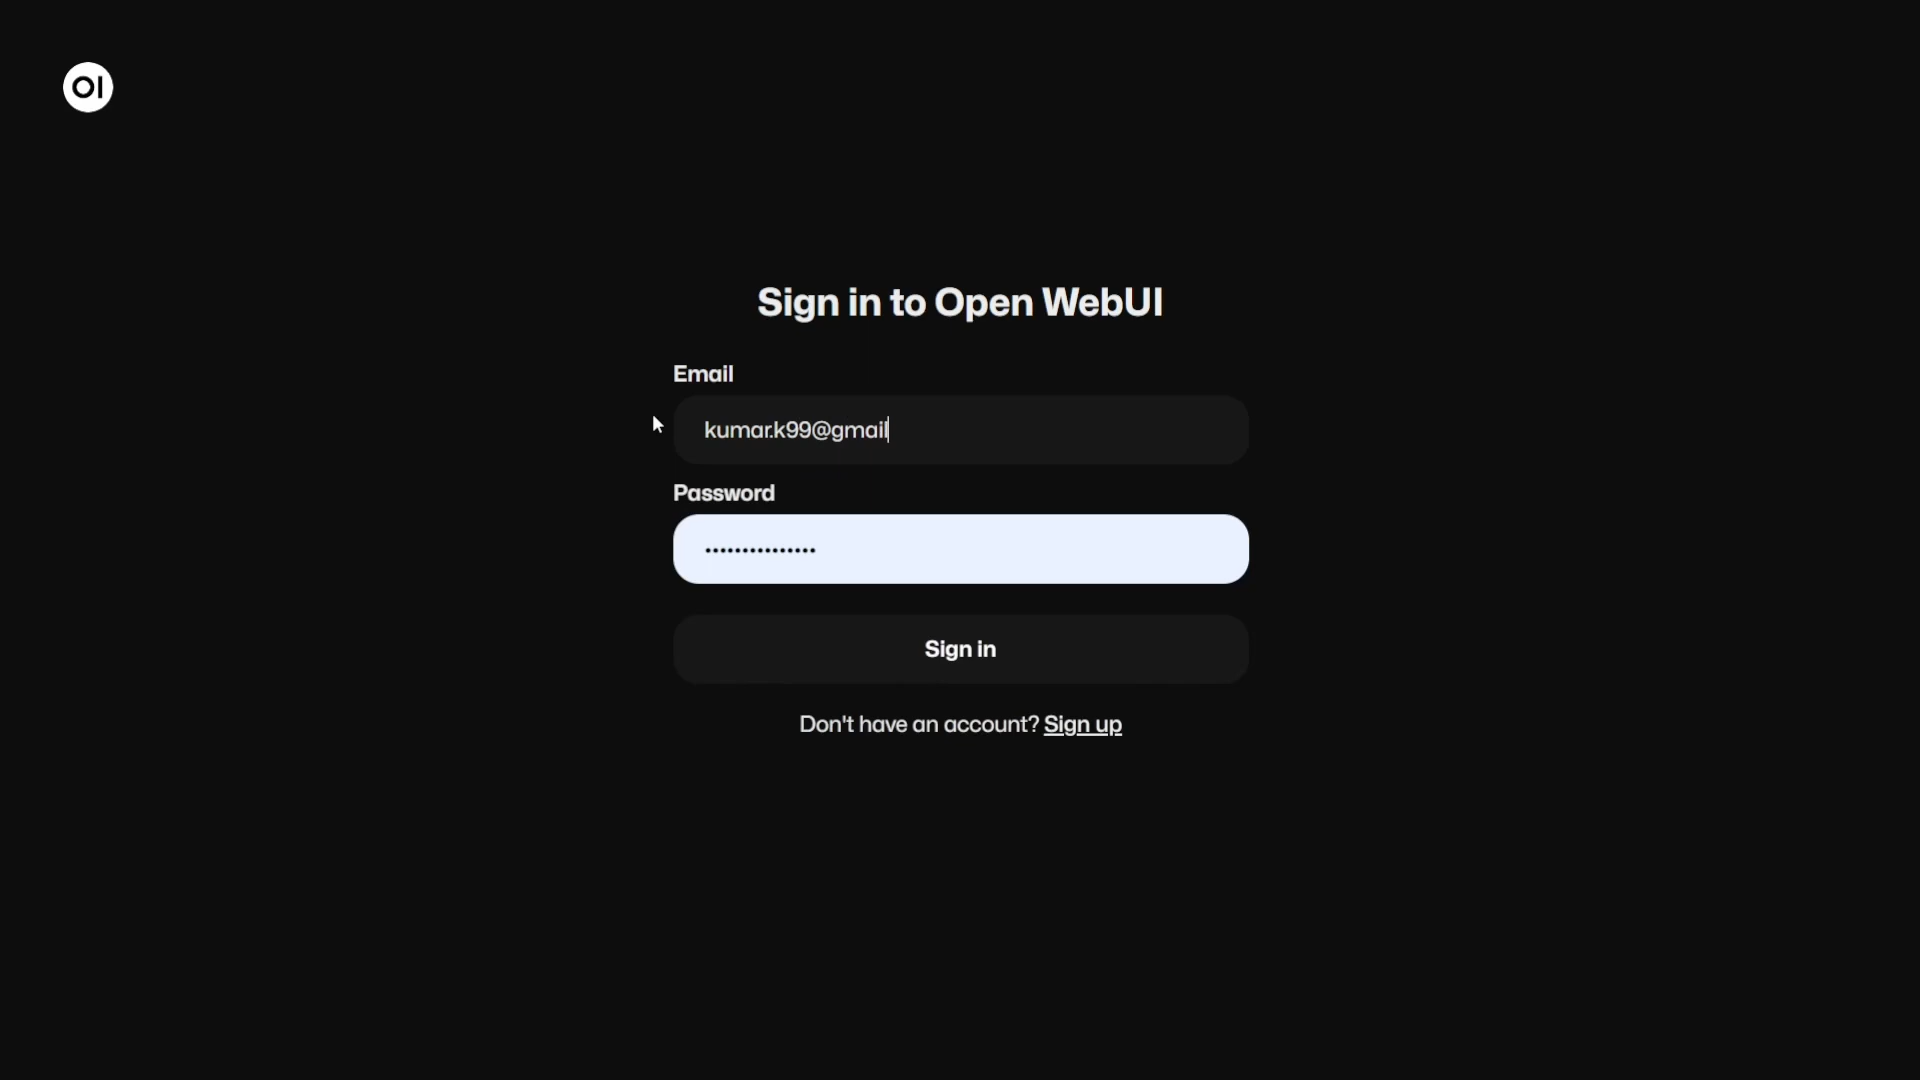 OI
Sign in to Open WebUI
Email
kumar.k99@gmail
Password
•••••••••••••••
Sign in
Don't have an account? Sign up